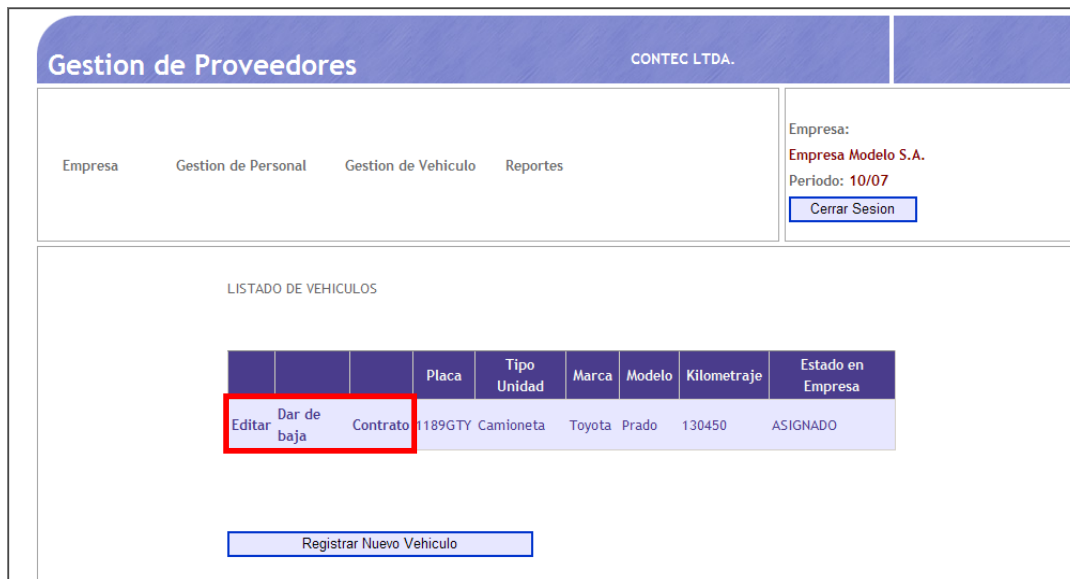 Gestion de Proveedores
CONTEC LTDA.
Empresa
Gestion de Personal
Gestion de Vehiculo
Reportes
Empresa:
Empresa Modelo S.A.
Periodo: 10/07
Cerrar Sesion
LISTADO DE VEHICULOS
Placa
Tipo
Unidad
Marca
Modelo
Kilometraje
Estado en
Empresa
Editar
Dar de
baja
Contrato
1189GTY
Camioneta
Toyota
Prado
130450
ASIGNADO
Registrar Nuevo Vehiculo